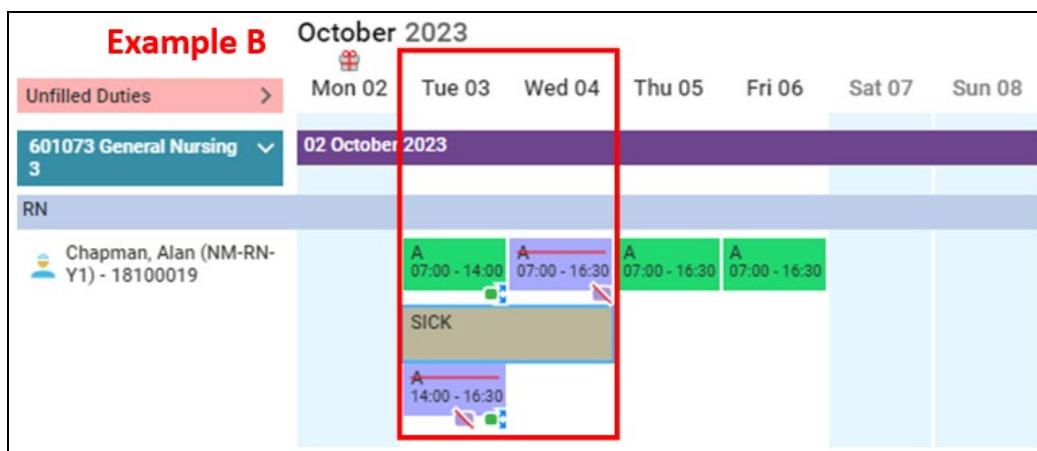 Example B
October 2023
Unfilled Duties
Mon 02 Tue 03 Wed 04 Thu 05 Fri 06 Sat 07 Sun 08
601073 General Nursing
3
02 October 2023
RN
Chapman, Alan (NM-RN-
Y1) - 18100019
A A A A
07:00 - 14:00 07:00 - 16:30 07:00 - 16:30 07:00 - 16:30
SICK
A
14:00 - 16:30